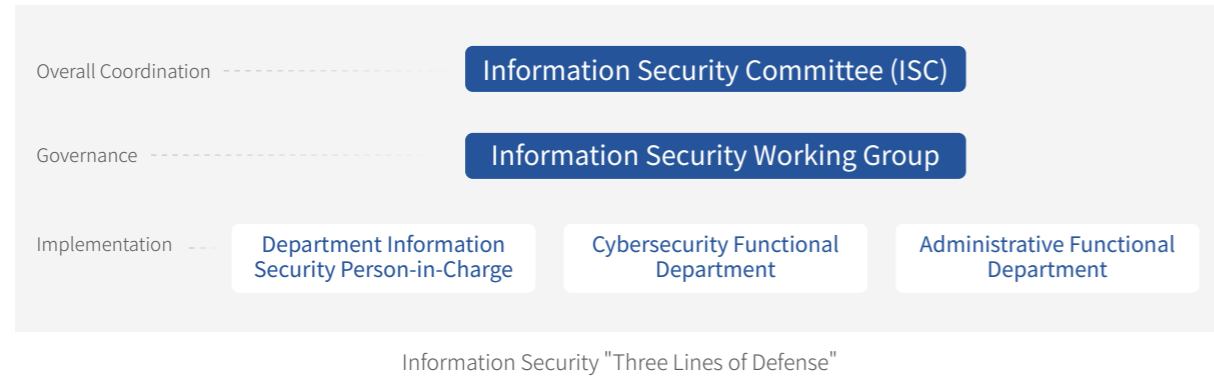 Overall Coordination
Information Security Committee (ISC)
Governance
Information Security Working Group
Implementation
Department Information
Security Person-in-Charge
Cybersecurity Functional
Department
Administrative Functional
Department
Information Security "Three Lines of Defense"